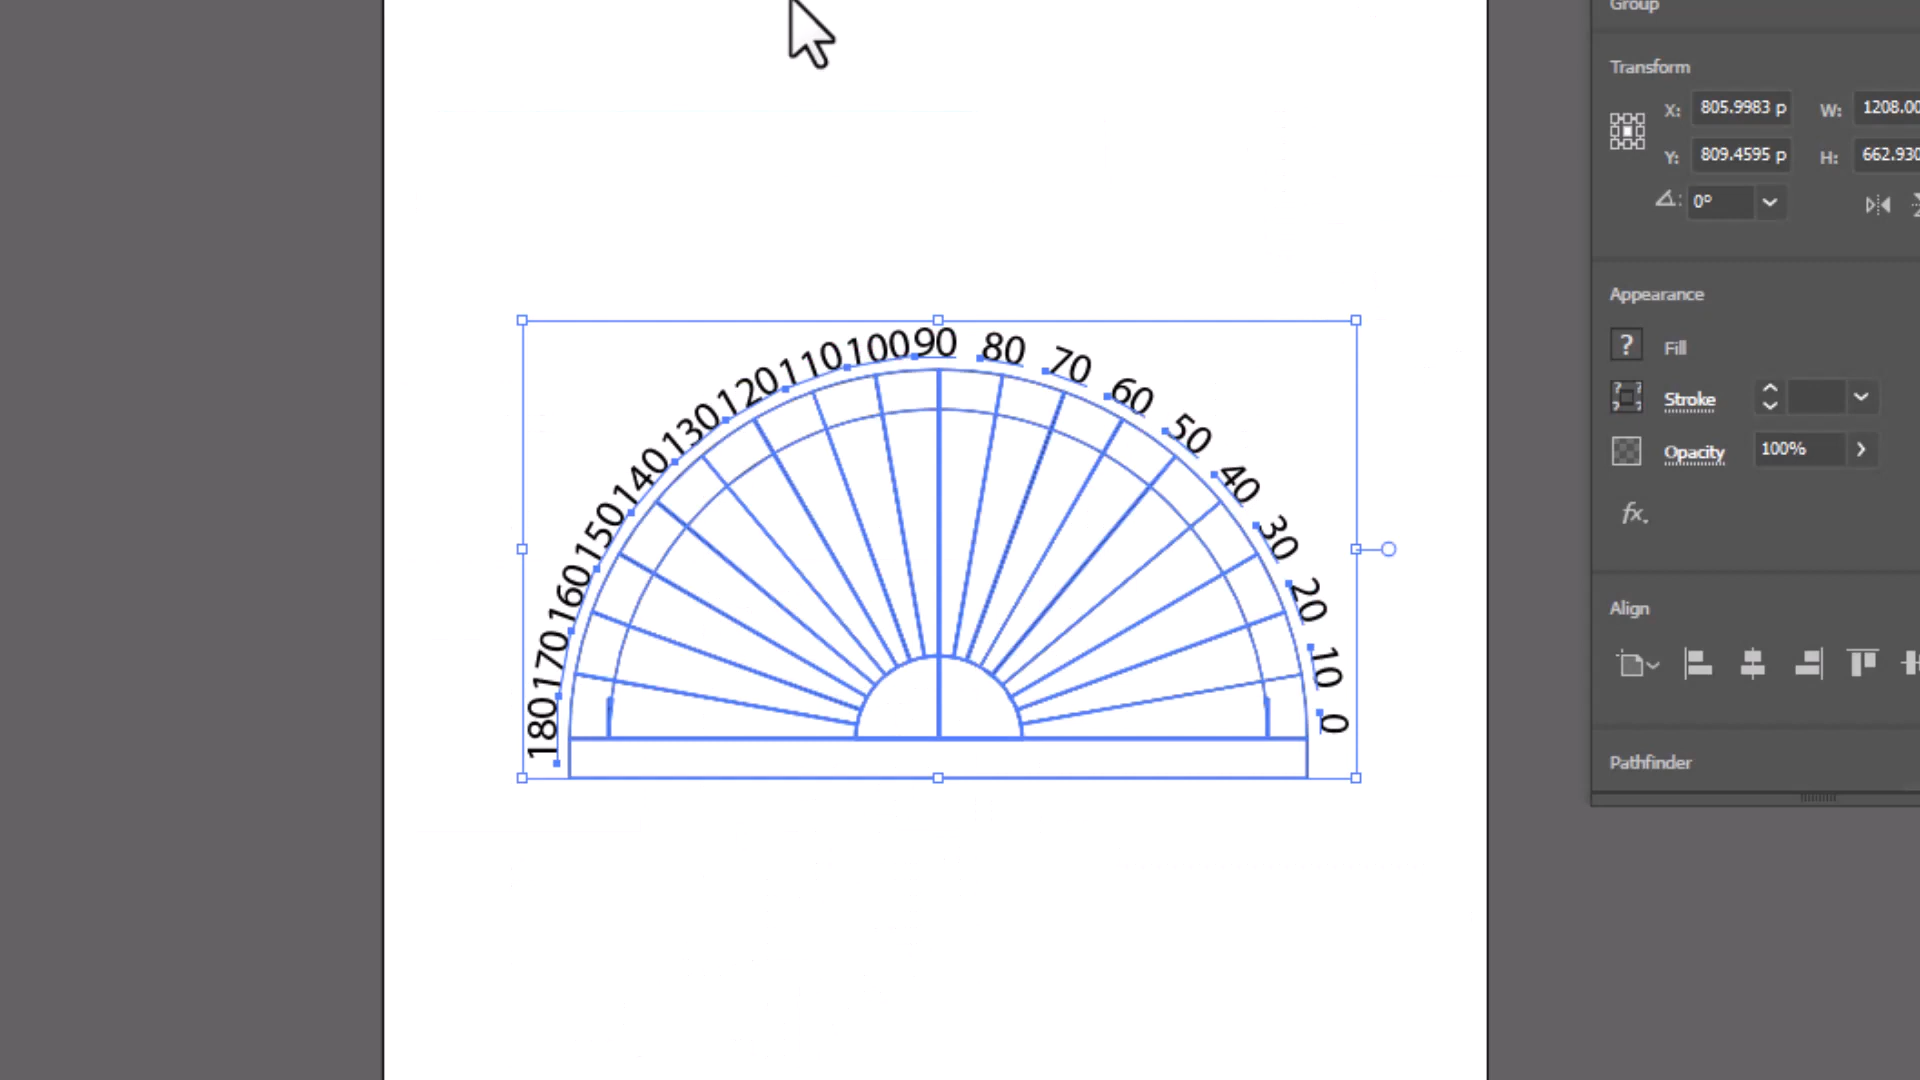 Group
Transform
X: 805.9983 p W: 1208.00
Y: 809.4595 p H: 662.930
0°
Appearance
? Fill
Stroke
Opacity 100%
fx.
Align
Pathfinder
180 170 160 150 140 130 120 110 100 90 80 70 60 50 40 30 20 10 0